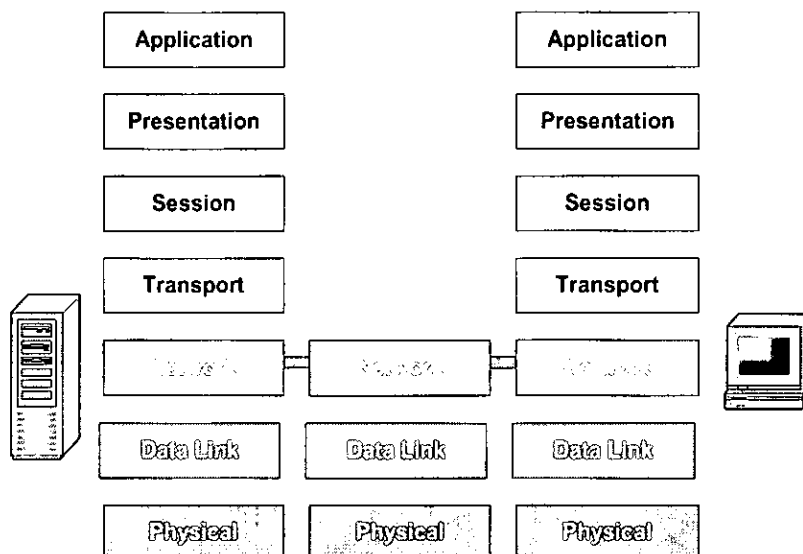 Application Application
Presentation Presentation
Session Session
Transport Transport
Data Link Data Link Data Link
Physical Physical Physical